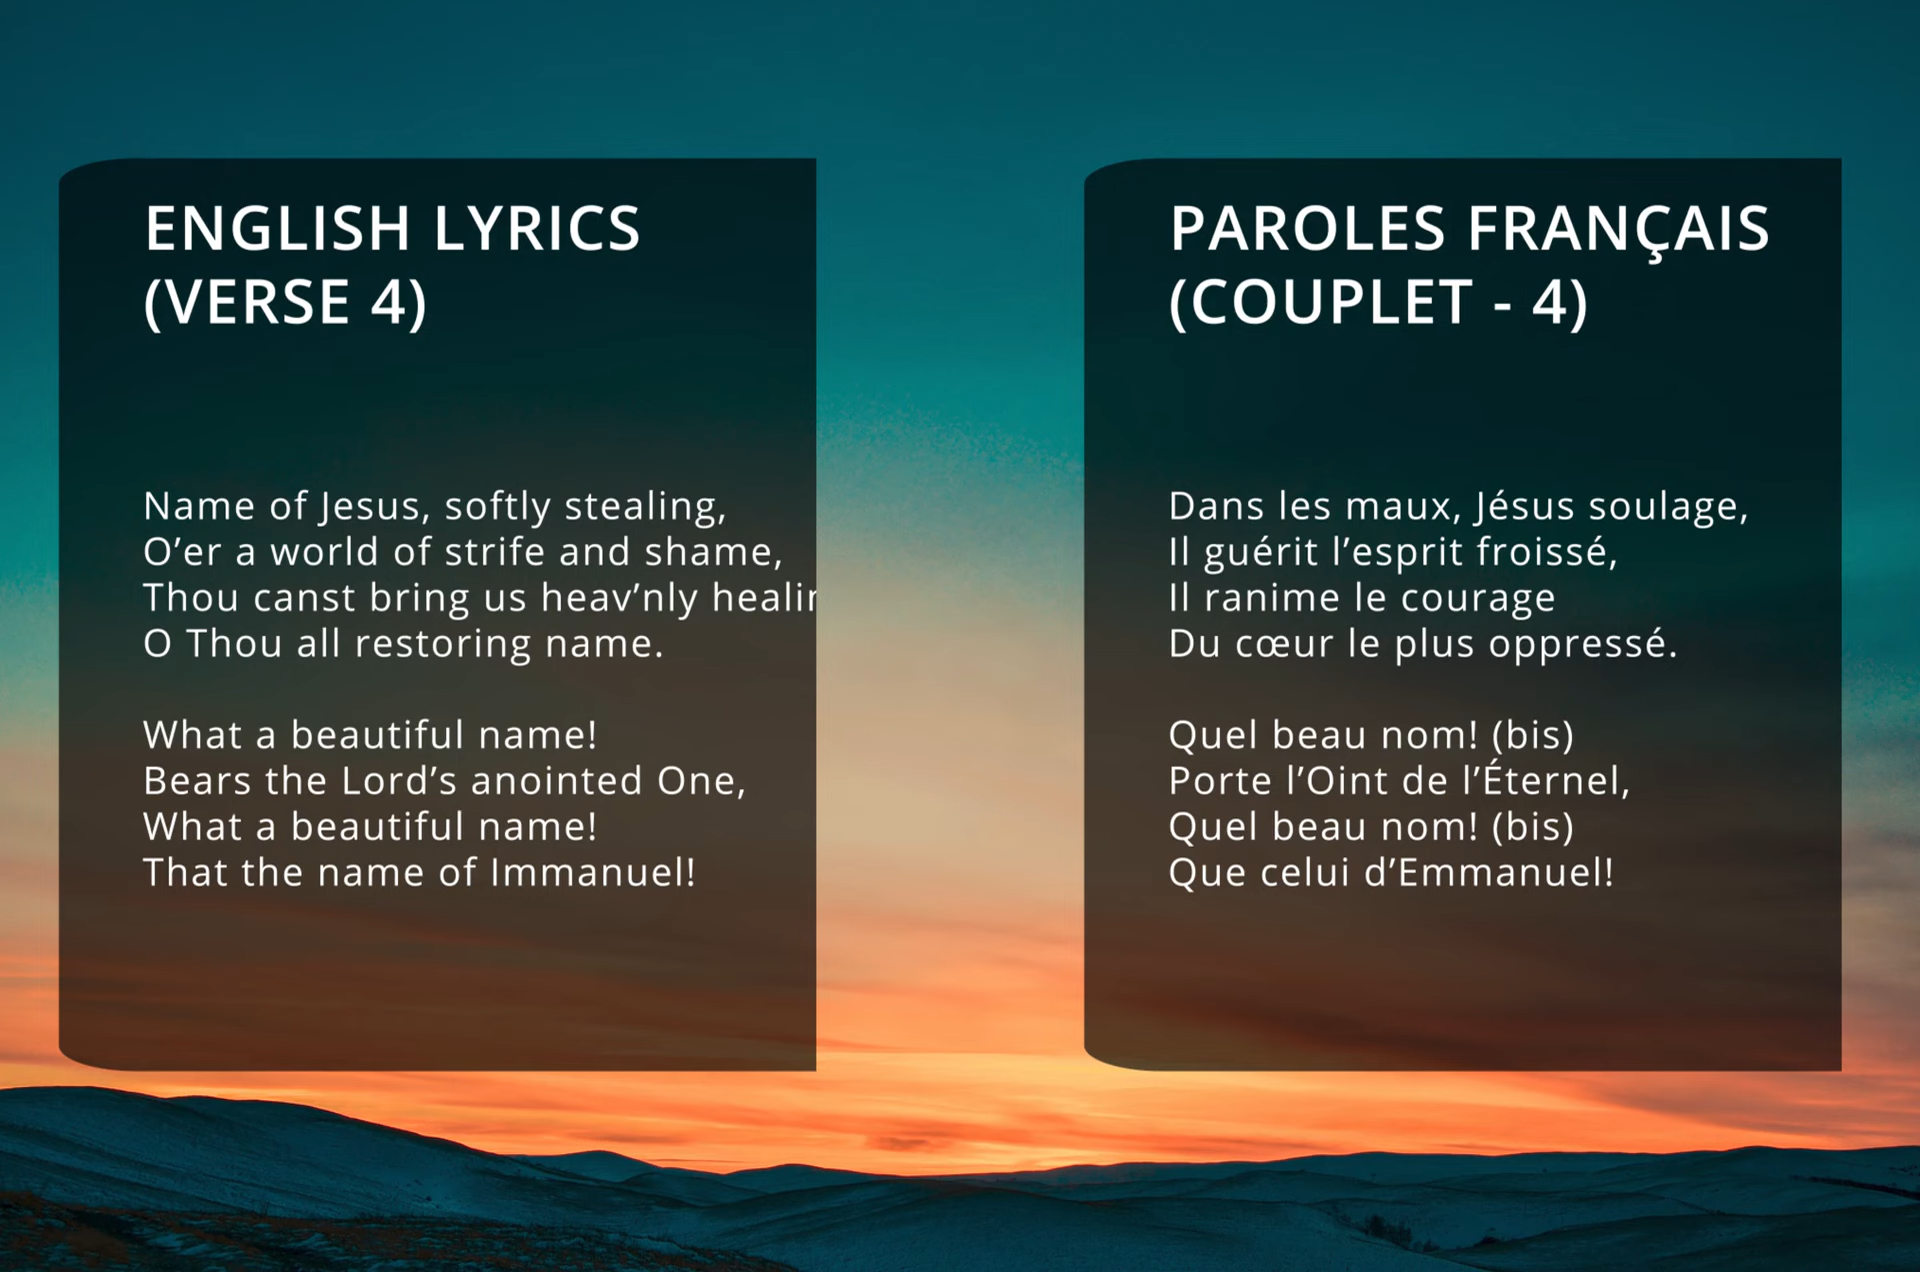 ENGLISH LYRICS
(VERSE 4)
Name of Jesus, softly stealing,
O’er a world of strife and shame,
Thou canst bring us heav’nly
O Thou all restoring name.
What a beautiful name!
Bears the Lord’s anointed One,
What a beautiful name!
That the name of Immanuel!
PAROLES FRANÇAIS
(COUPLET - 4)
Dans les maux, Jésus soulage,
Il guérit l’esprit froissé,
Il ranime le courage
Du cœur le plus oppressé.
Quel beau nom! (bis)
Porte l’Oint de l’Éternel,
Quel beau nom! (bis)
Que celui d’Emmanuel!